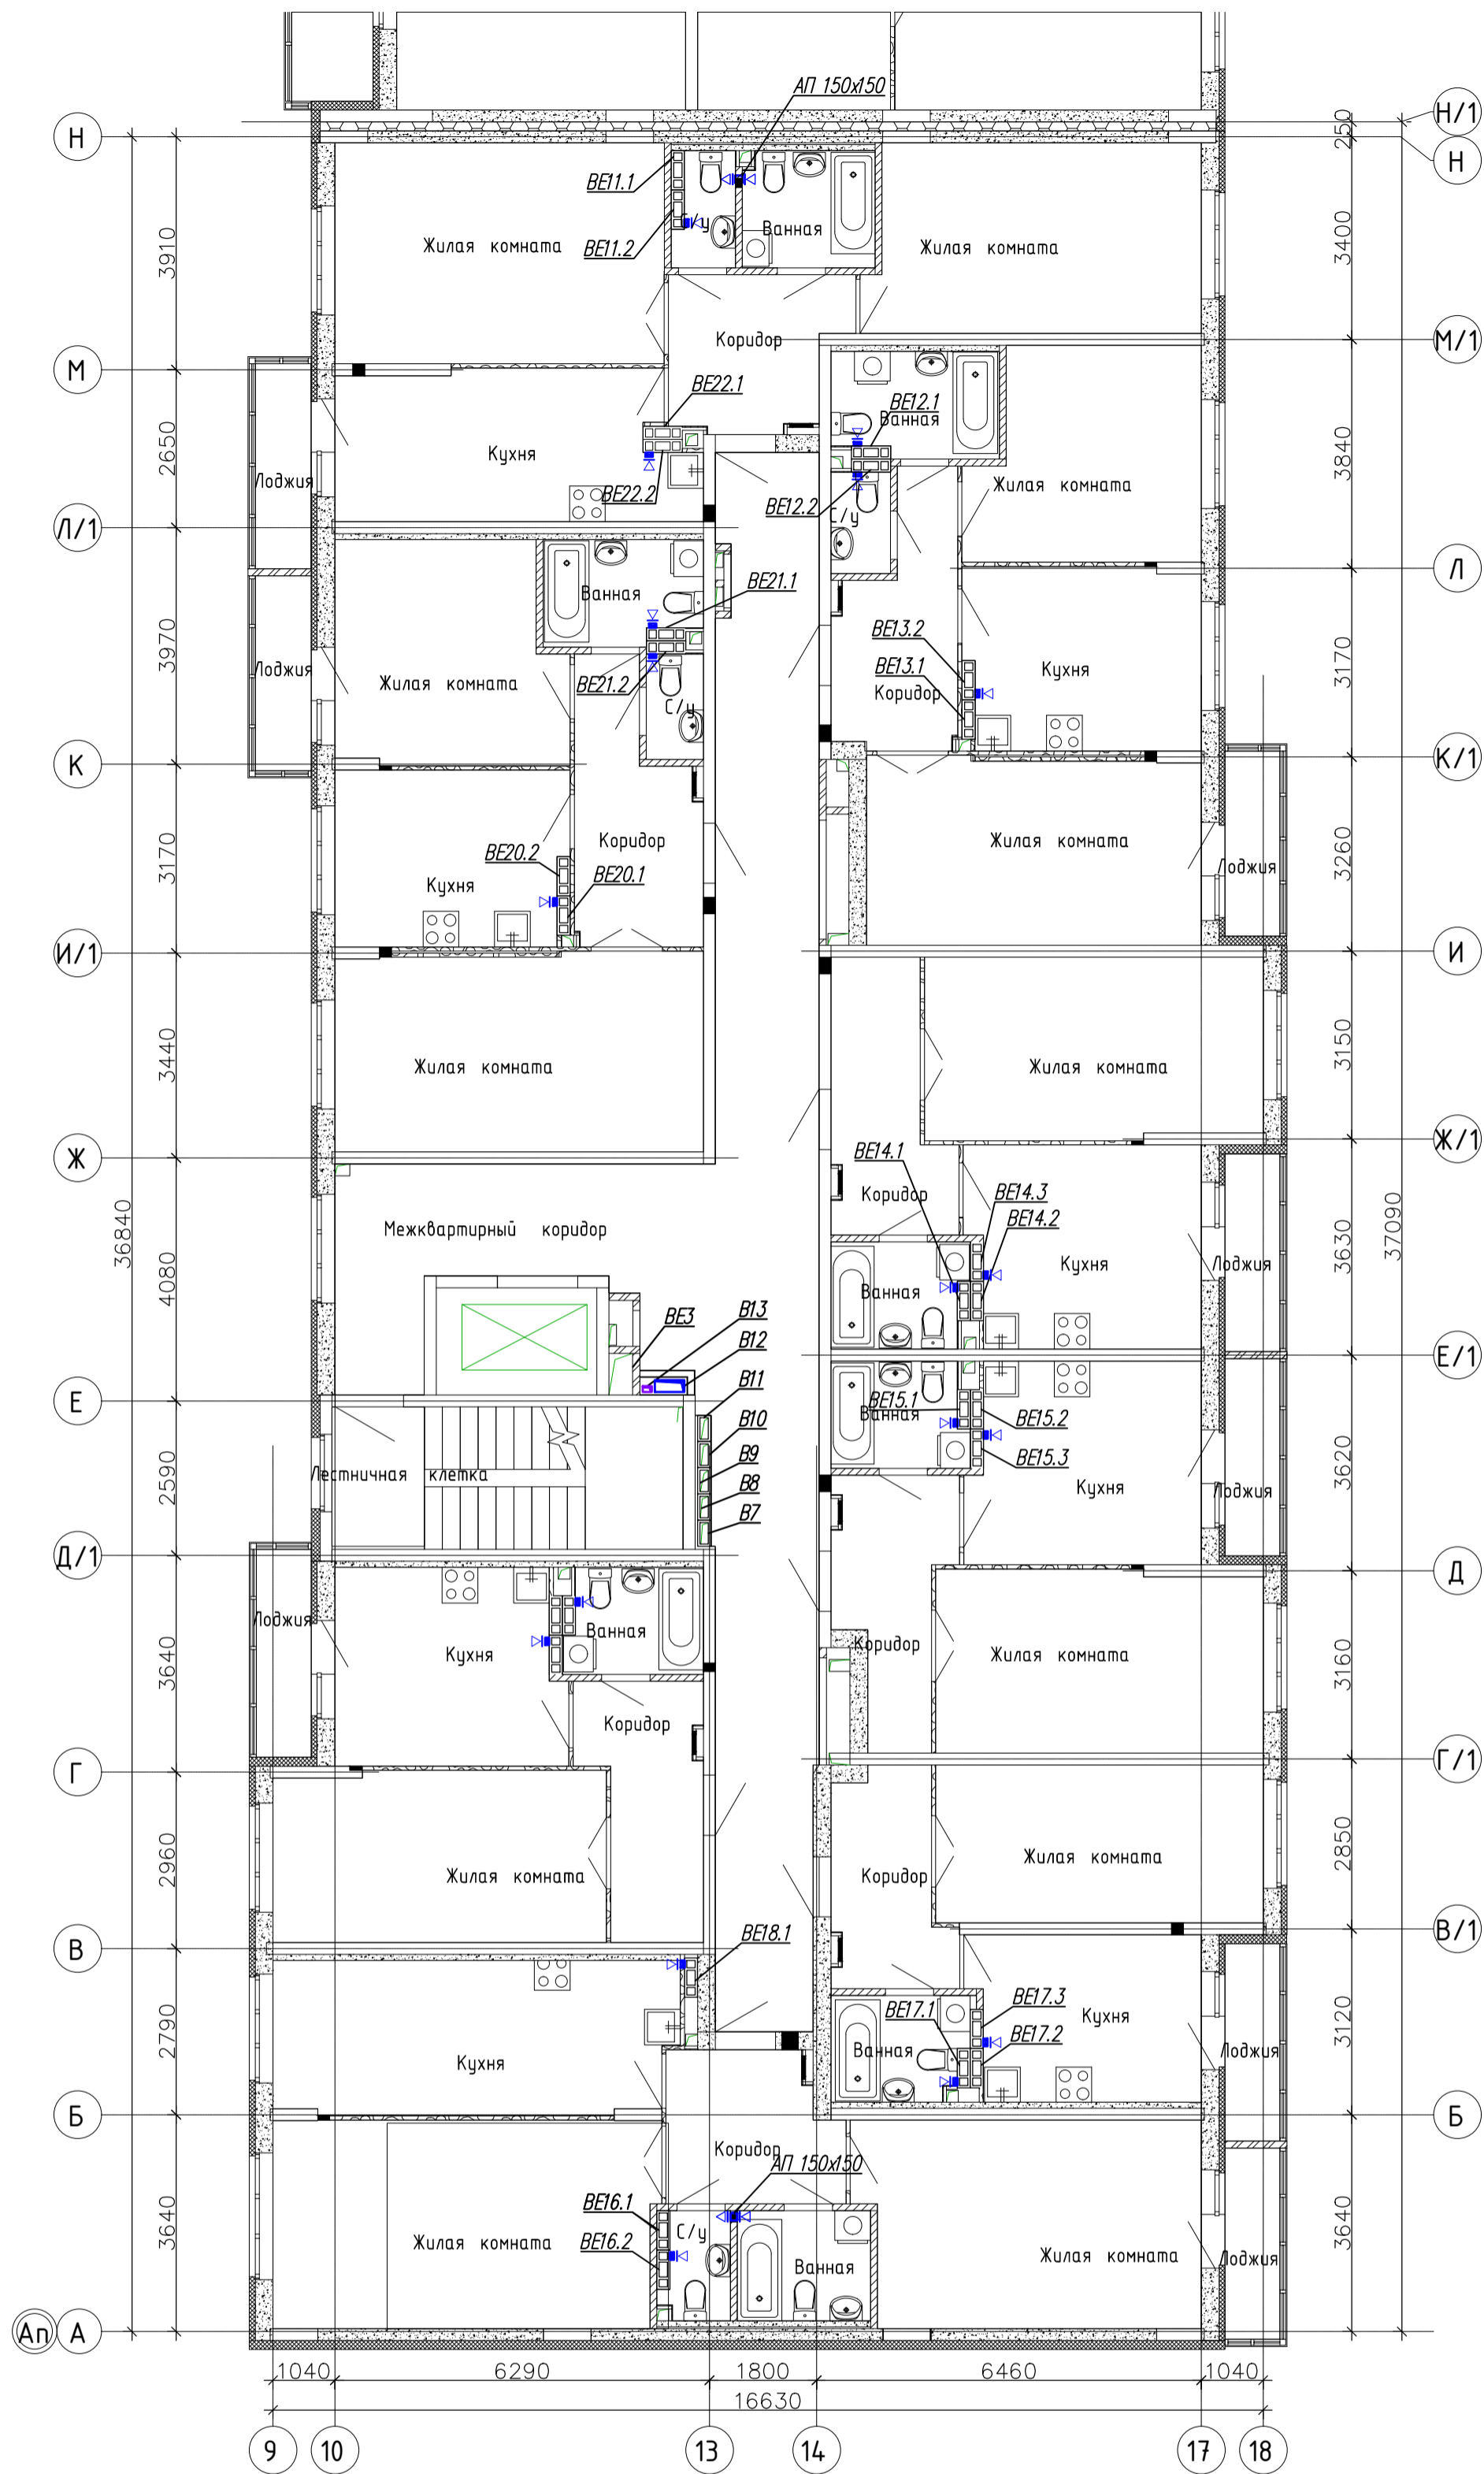 АП 150х150
Н/1
Н
Н
250
ВЕ11.1
С/у
Ванная
ВЕ11.2
Жилая комната
Жилая комната
3910
3400
Коридор
М/1
М
ВЕ22.1
ВЕ12.1
Ванная
2650
Кухня
3840
Лоджия
ВЕ22.2
Жилая комната
ВЕ12.2
С/у
Л/1
Л
Ванная
ВЕ21.1
ВЕ13.2
3970
3170
Лоджия
ВЕ13.1
Кухня
Жилая комната
ВЕ21.2
Коридор
С/у
К
К/1
3170
Коридор
Жилая комната
3260
ВЕ20.2
Лоджия
ВЕ20.1
Кухня
И/1
И
3440
3150
Жилая комната
Жилая комната
Ж/1
Ж
ВЕ14.1
36840
Коридор
ВЕ14.3
37090
Межквартирный коридор
ВЕ14.2
3630
4080
Кухня
Лоджия
Ванная
В13
ВЕ3
В12
Е/1
Е
В11
ВЕ15.1
Ванная
ВЕ15.2
В10
2590
В9
ВЕ15.3
3620
Лестничная клетка
В8
Кухня
Лоджия
В7
Д/1
Д
Лоджия
Ванная
3640
Кухня
Коридор
Жилая комната
3160
Коридор
Г
Г/1
2960
Жилая комната
Коридор
Жилая комната
2850
В
ВЕ18.1
В/1
2790
ВЕ17.1
ВЕ17.3
Кухня
3120
ВЕ17.2
Кухня
Ванная
Лоджия
Б
Б
Коридор
АП 150х150
3640
ВЕ16.1
3640
С/у
Жилая комната
ВЕ16.2
Ванная
Жилая комната
Лоджия
Ап
А
1040
6290
1800
6460
1040
16630
9
10
13
14
17
18